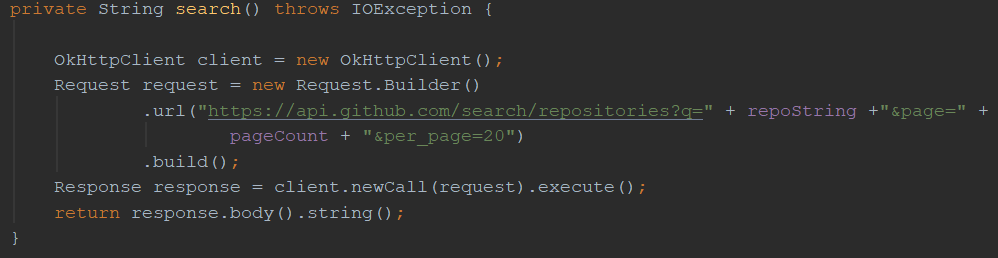 private String search() throws IOException {
OkHttpClient client = new OkHttpClient();
Request request = new Request.Builder()
.url("https://api.github.com/search/repositories?q=" + repoString +"&page=" +
pageCount + "&per_page=20")
.build();
Response response = client.newCall(request).execute();
return response.body().string();
}